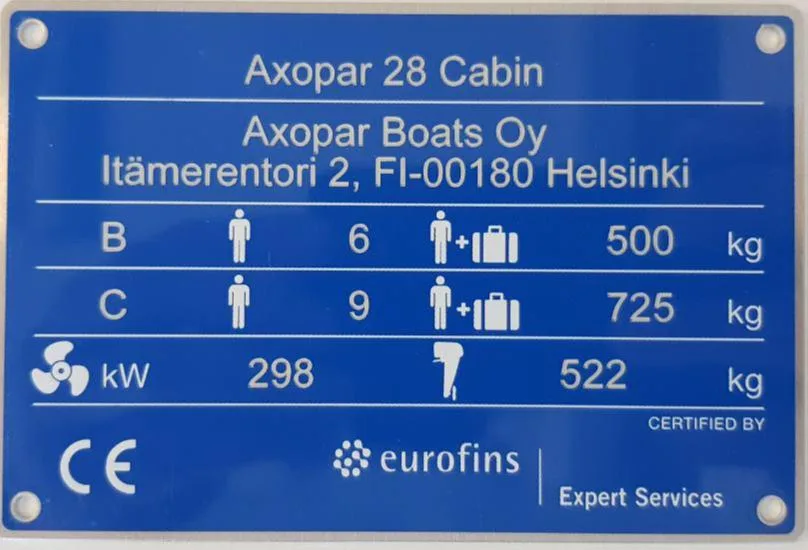 Axopar 28 Cabin
Axopar Boats Oy
Itämerentori 2, FI-00180 Helsinki
B 6 + 500 kg
C 9 + 725 kg
kW 298 522 kg
CERTIFIED BY
CE eurofins
Expert Services